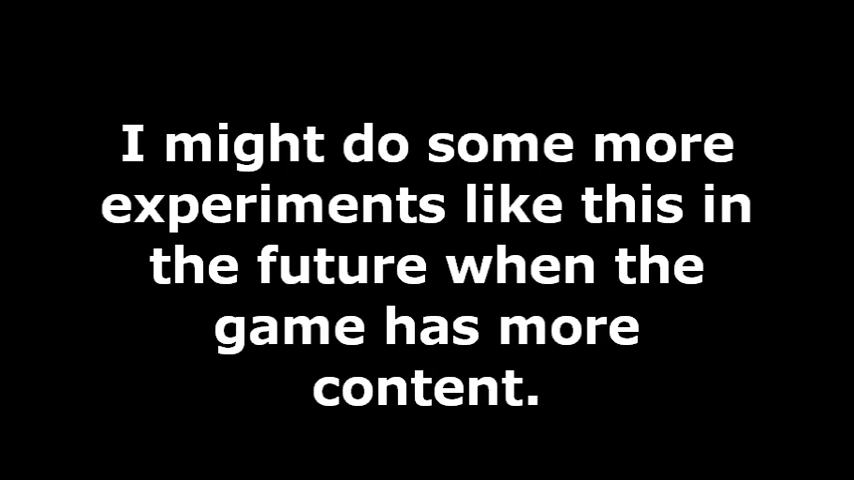 I might do some more
experiments like this in
the future when the
game has more
content.